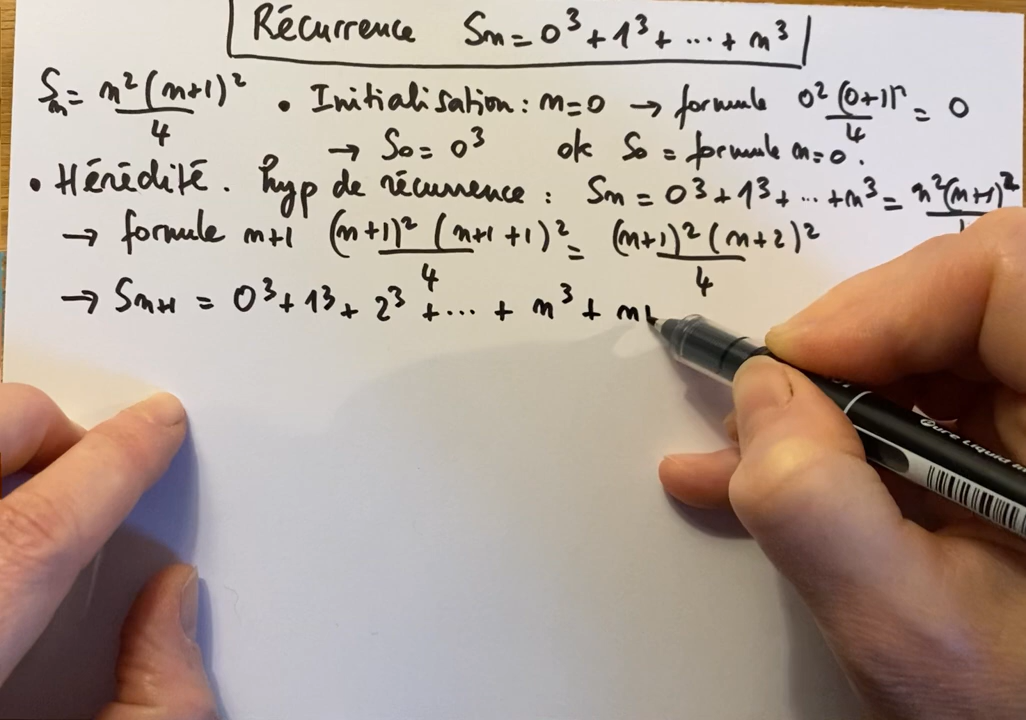 Récurrence Sn = 0³ + 1³ + ... + n³
Sn = n²(n+1)²/4 • Initialisation : n=0 → formule 0²(0+1)²/4 = 0
→ S0 = 0³ ok S0 = formule n=0.
• Hérédité. hyp de récurrence : Sn = 0³ + 1³ + ... + n³ = n²(n+1)²
→ formule n+1 (n+1)²(n+1+1)²/4 = (n+1)²(n+2)²/4
→ Sn+1 = 0³ + 1³ + 2³ + ... + n³ + n
Pure Liquid